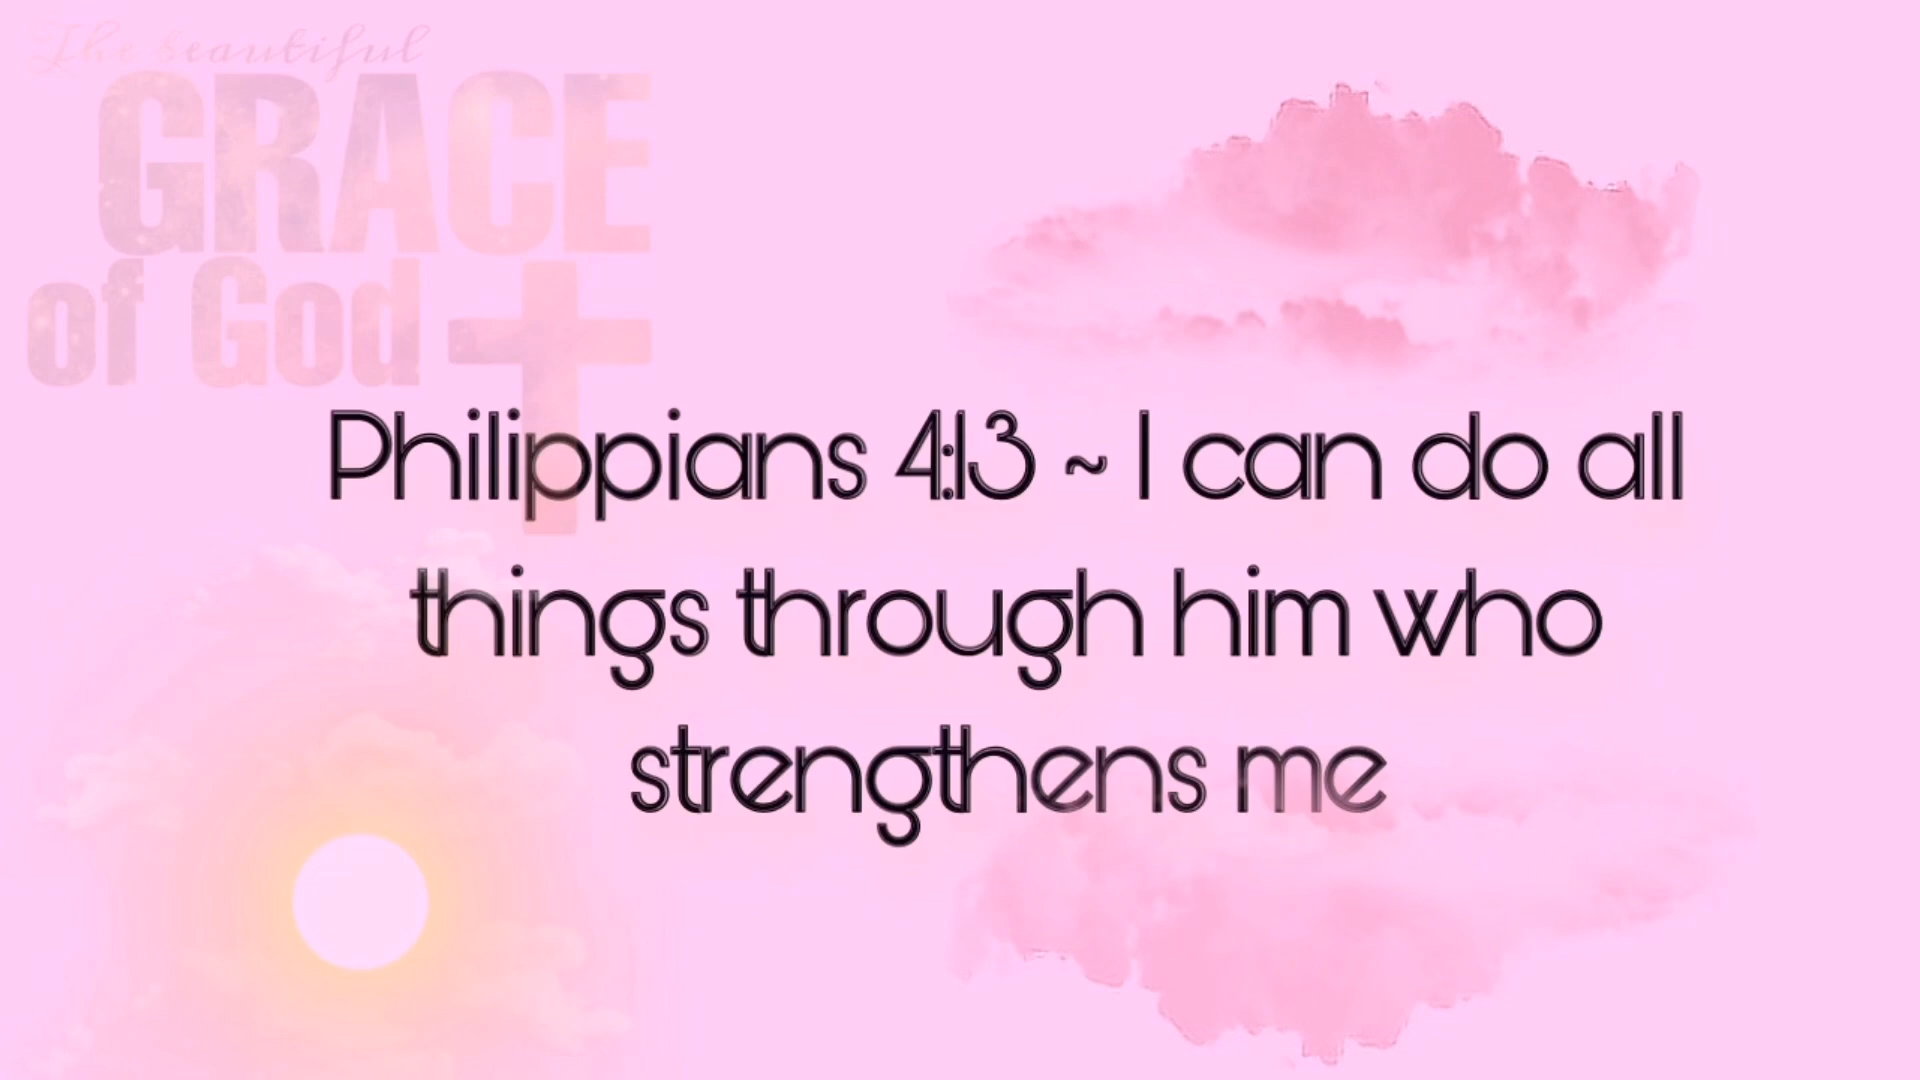 The beautiful
GRACE
of God
Philippians 4:13 ~ I can do all
things through him who
strengthens me